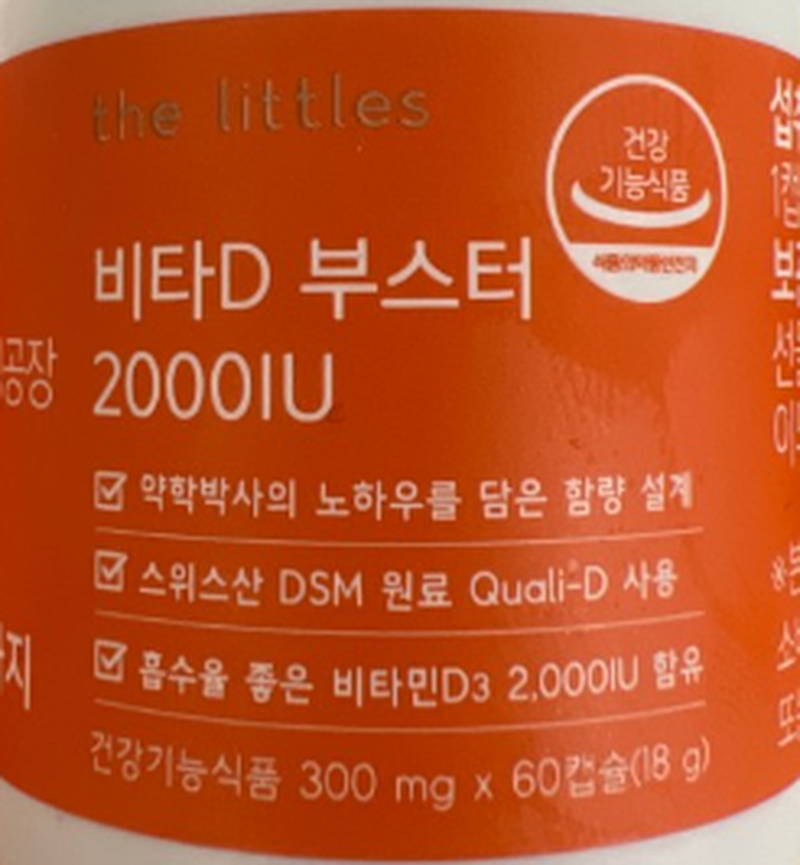 the littles
건강
기능식품
비타D 부스터
2000IU
공장
☑ 약학박사의 노하우를 담은 함량 설계
☑ 스위스산 DSM 원료 Quali-D 사용
☑ 흡수율 좋은 비타민D3 2,000IU 함유
지
건강기능식품 300 mg x 60캡슐(18 g)